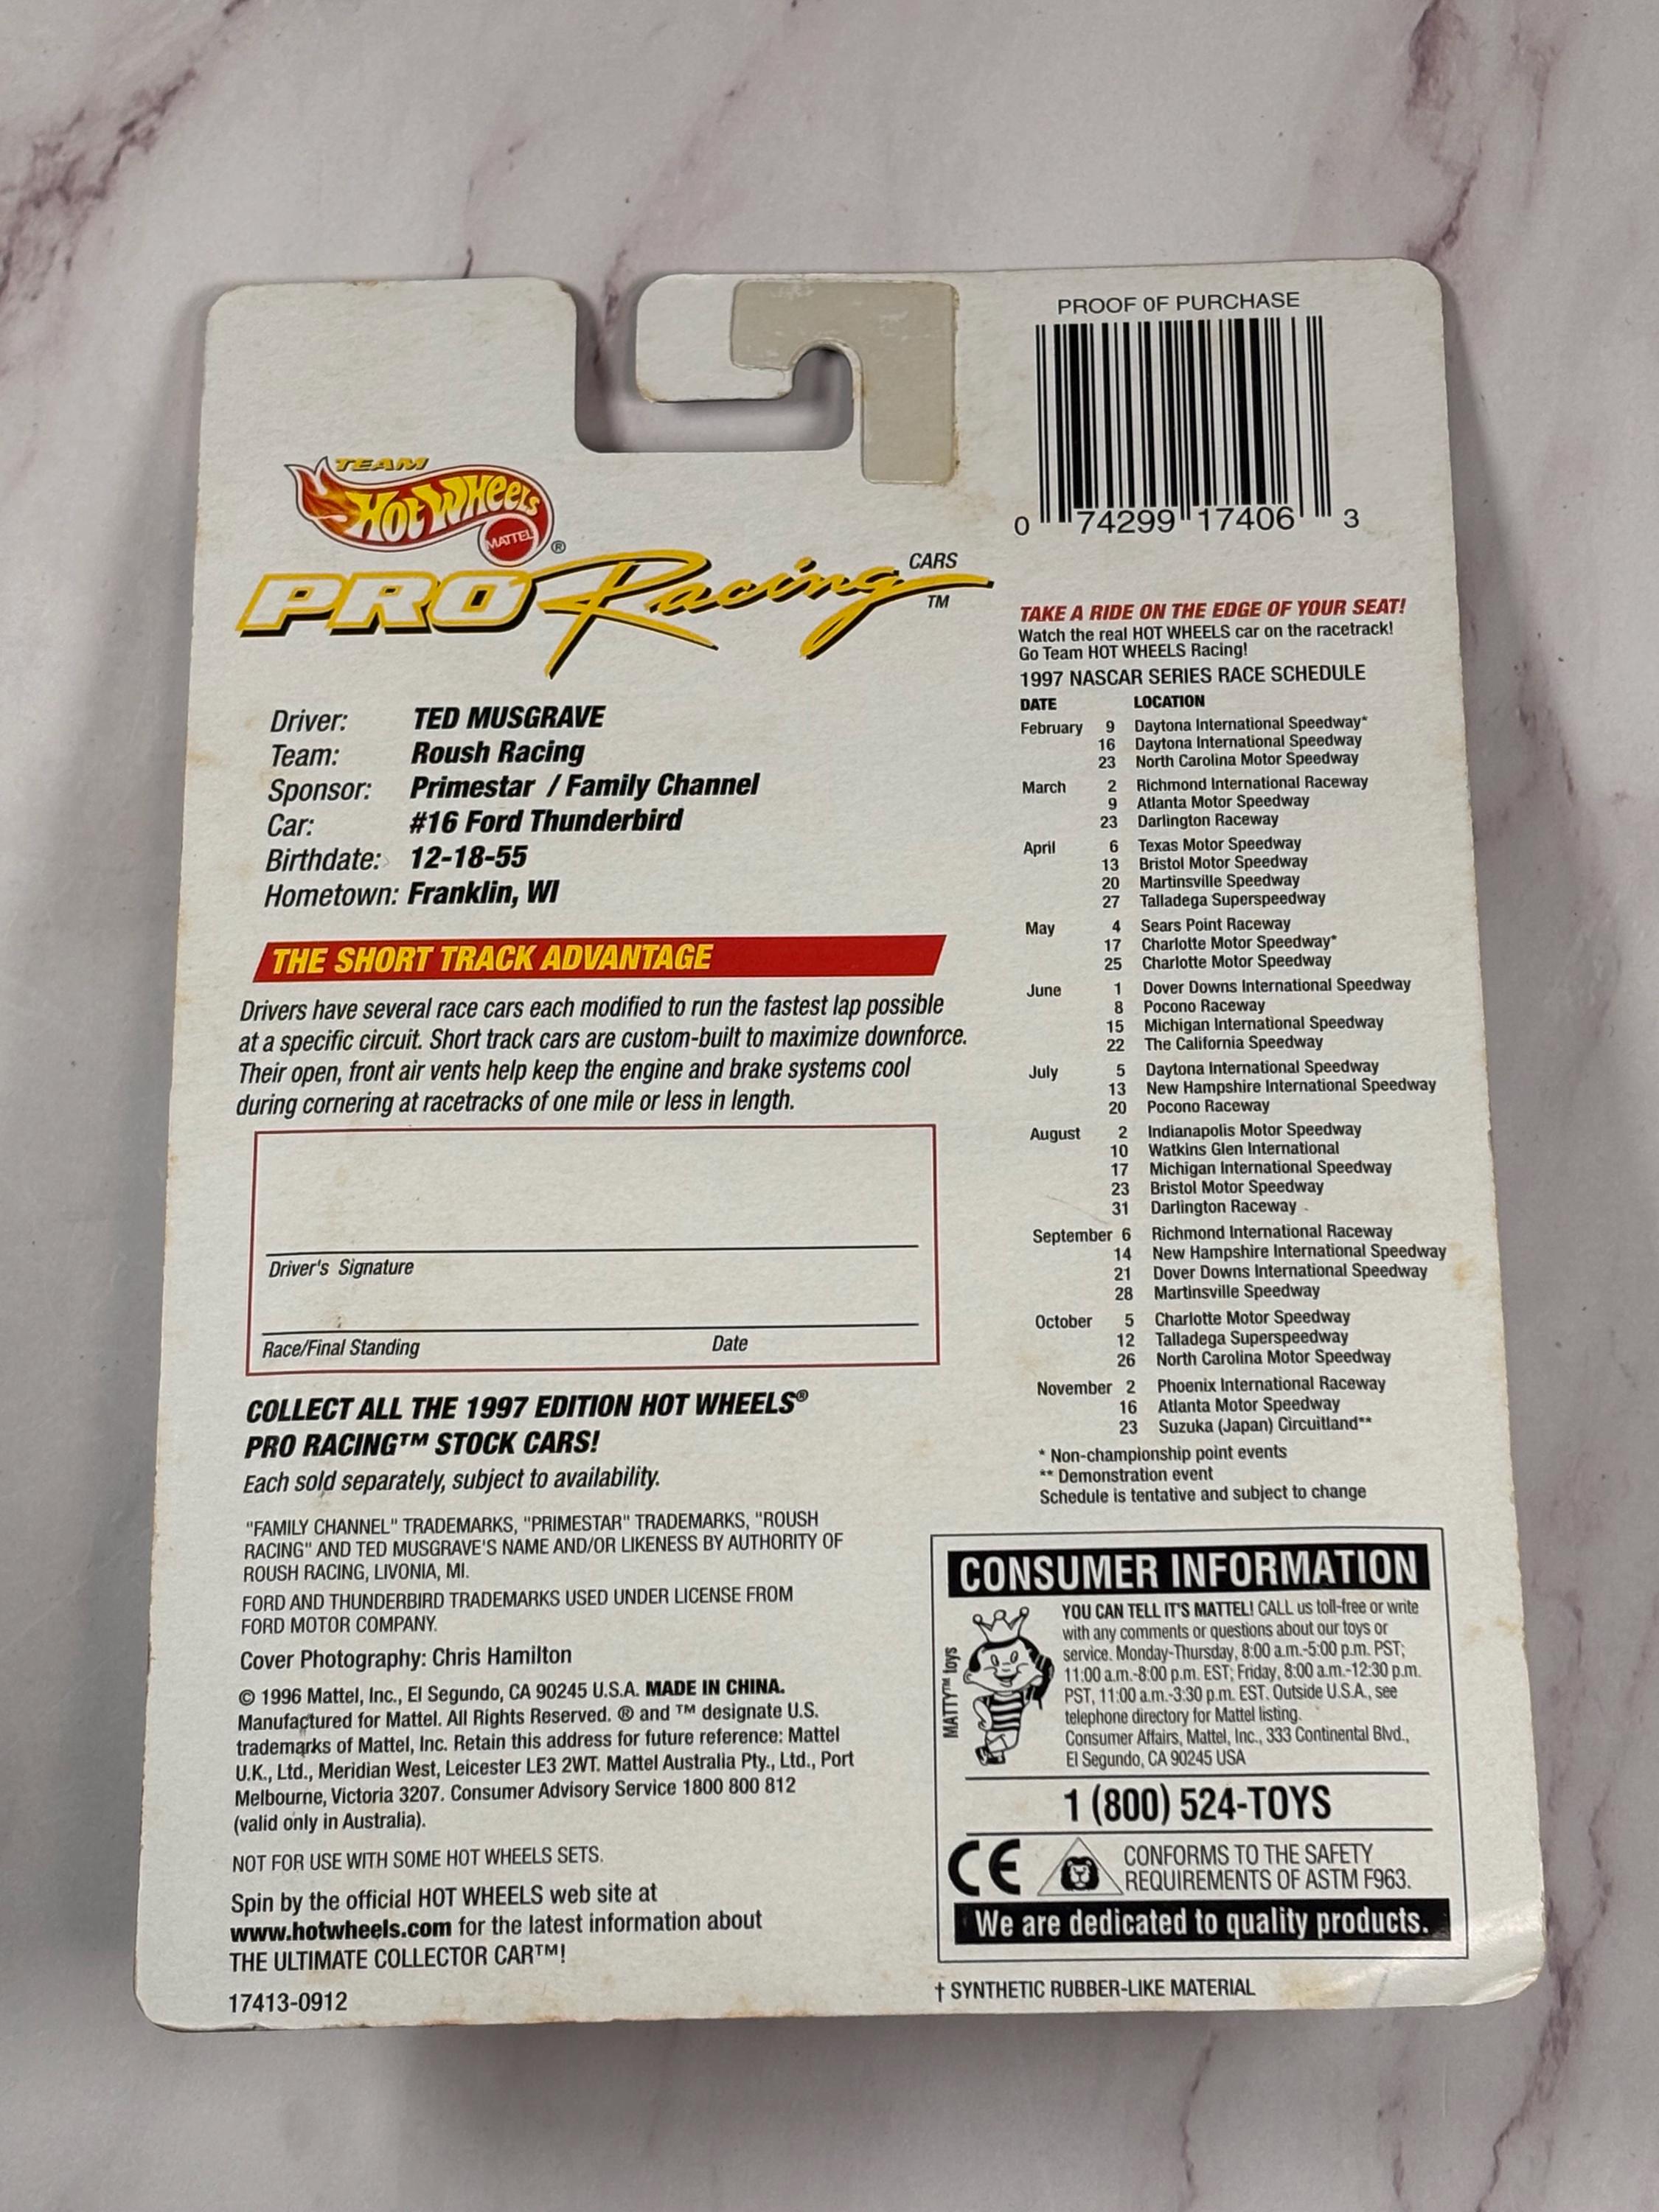 PROOF OF PURCHASE
0 74299 17406 3
TEAM
HOT WHEELS
MATTEL
®
PRO Racing
CARS
TM
Driver: TED MUSGRAVE
Team: Roush Racing
Sponsor: Primestar / Family Channel
Car: #16 Ford Thunderbird
Birthdate: 12-18-55
Hometown: Franklin, WI
THE SHORT TRACK ADVANTAGE
Drivers have several race cars each modified to run the fastest lap possible
at a specific circuit. Short track cars are custom-built to maximize downforce.
Their open, front air vents help keep the engine and brake systems cool
during cornering at racetracks of one mile or less in length.
Driver's Signature
Race/Final Standing Date
COLLECT ALL THE 1997 EDITION HOT WHEELS®
PRO RACING™ STOCK CARS!
Each sold separately, subject to availability.
"FAMILY CHANNEL" TRADEMARKS, "PRIMESTAR" TRADEMARKS, "ROUSH
RACING" AND TED MUSGRAVE'S NAME AND/OR LIKENESS BY AUTHORITY OF
ROUSH RACING, LIVONIA, MI.
FORD AND THUNDERBIRD TRADEMARKS USED UNDER LICENSE FROM
FORD MOTOR COMPANY.
Cover Photography: Chris Hamilton
© 1996 Mattel, Inc., El Segundo, CA 90245 U.S.A. MADE IN CHINA.
Manufactured for Mattel. All Rights Reserved. ® and ™ designate U.S.
trademarks of Mattel, Inc. Retain this address for future reference: Mattel
U.K., Ltd., Meridian West, Leicester LE3 2WT. Mattel Australia Pty., Ltd., Port
Melbourne, Victoria 3207. Consumer Advisory Service 1800 800 812
(valid only in Australia).
NOT FOR USE WITH SOME HOT WHEELS SETS.
Spin by the official HOT WHEELS web site at
www.hotwheels.com for the latest information about
THE ULTIMATE COLLECTOR CAR™!
17413-0912
TAKE A RIDE ON THE EDGE OF YOUR SEAT!
Watch the real HOT WHEELS car on the racetrack!
Go Team HOT WHEELS Racing!
1997 NASCAR SERIES RACE SCHEDULE
DATE LOCATION
February 9 Daytona International Speedway*
16 Daytona International Speedway
23 North Carolina Motor Speedway
March 2 Richmond International Raceway
9 Atlanta Motor Speedway
23 Darlington Raceway
April 6 Texas Motor Speedway
13 Bristol Motor Speedway
20 Martinsville Speedway
27 Talladega Superspeedway
May 4 Sears Point Raceway
17 Charlotte Motor Speedway*
25 Charlotte Motor Speedway
June 1 Dover Downs International Speedway
8 Pocono Raceway
15 Michigan International Speedway
22 The California Speedway
July 5 Daytona International Speedway
13 New Hampshire International Speedway
20 Pocono Raceway
August 2 Indianapolis Motor Speedway
10 Watkins Glen International
17 Michigan International Speedway
23 Bristol Motor Speedway
31 Darlington Raceway
September 6 Richmond International Raceway
14 New Hampshire International Speedway
21 Dover Downs International Speedway
28 Martinsville Speedway
October 5 Charlotte Motor Speedway
12 Talladega Superspeedway
26 North Carolina Motor Speedway
November 2 Phoenix International Raceway
16 Atlanta Motor Speedway
23 Suzuka (Japan) Circuitland**
* Non-championship point events
** Demonstration event
Schedule is tentative and subject to change
CONSUMER INFORMATION
MATTY™ toys
YOU CAN TELL IT'S MATTEL! CALL us toll-free or write
with any comments or questions about our toys or
service. Monday-Thursday, 8:00 a.m.-5:00 p.m. PST;
11:00 a.m.-8:00 p.m. EST; Friday, 8:00 a.m.-12:30 p.m.
PST, 11:00 a.m.-3:30 p.m. EST. Outside U.S.A., see
telephone directory for Mattel listing.
Consumer Affairs, Mattel, Inc., 333 Continental Blvd.,
El Segundo, CA 90245 USA
1 (800) 524-TOYS
CE
CONFORMS TO THE SAFETY
REQUIREMENTS OF ASTM F963.
We are dedicated to quality products.
† SYNTHETIC RUBBER-LIKE MATERIAL